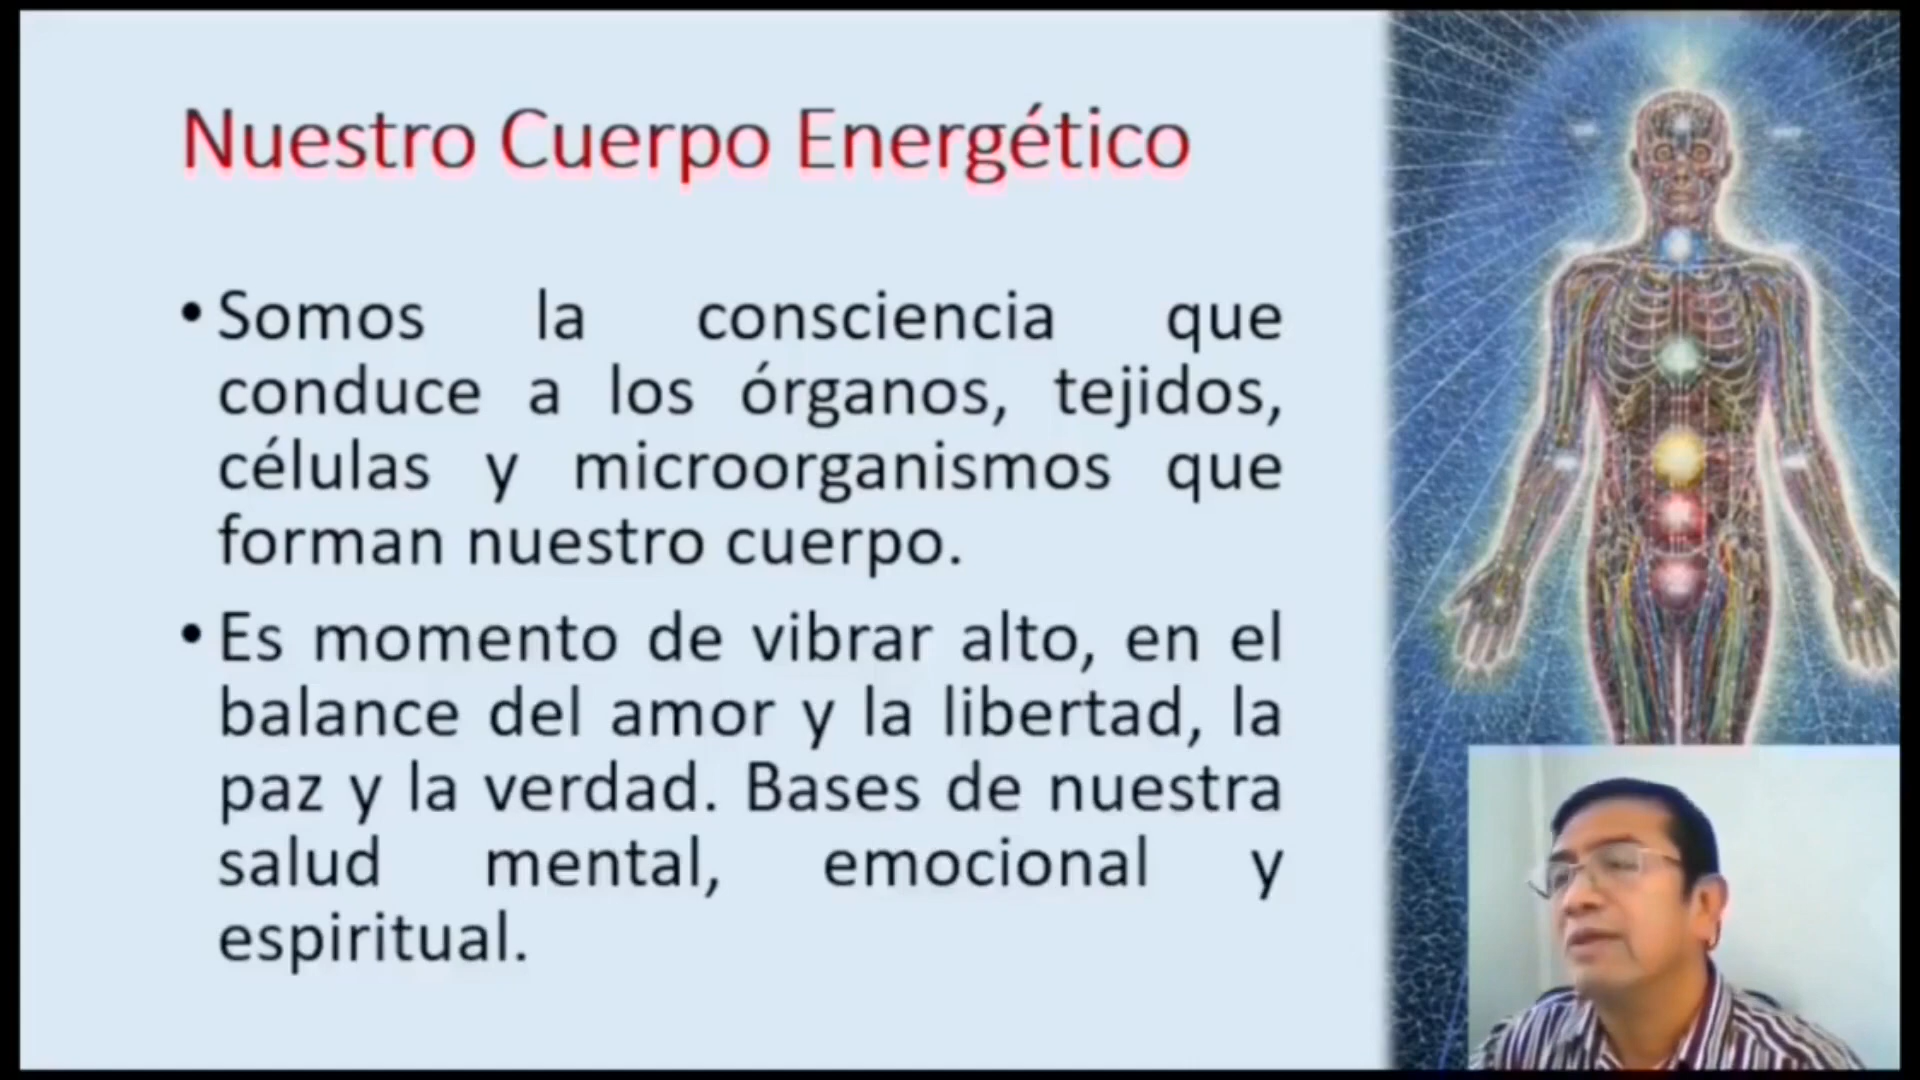 Nuestro Cuerpo Energético
• Somos la consciencia que
conduce a los órganos, tejidos,
células y microorganismos que
forman nuestro cuerpo.
• Es momento de vibrar alto, en el
balance del amor y la libertad, la
paz y la verdad. Bases de nuestra
salud mental, emocional y
espiritual.